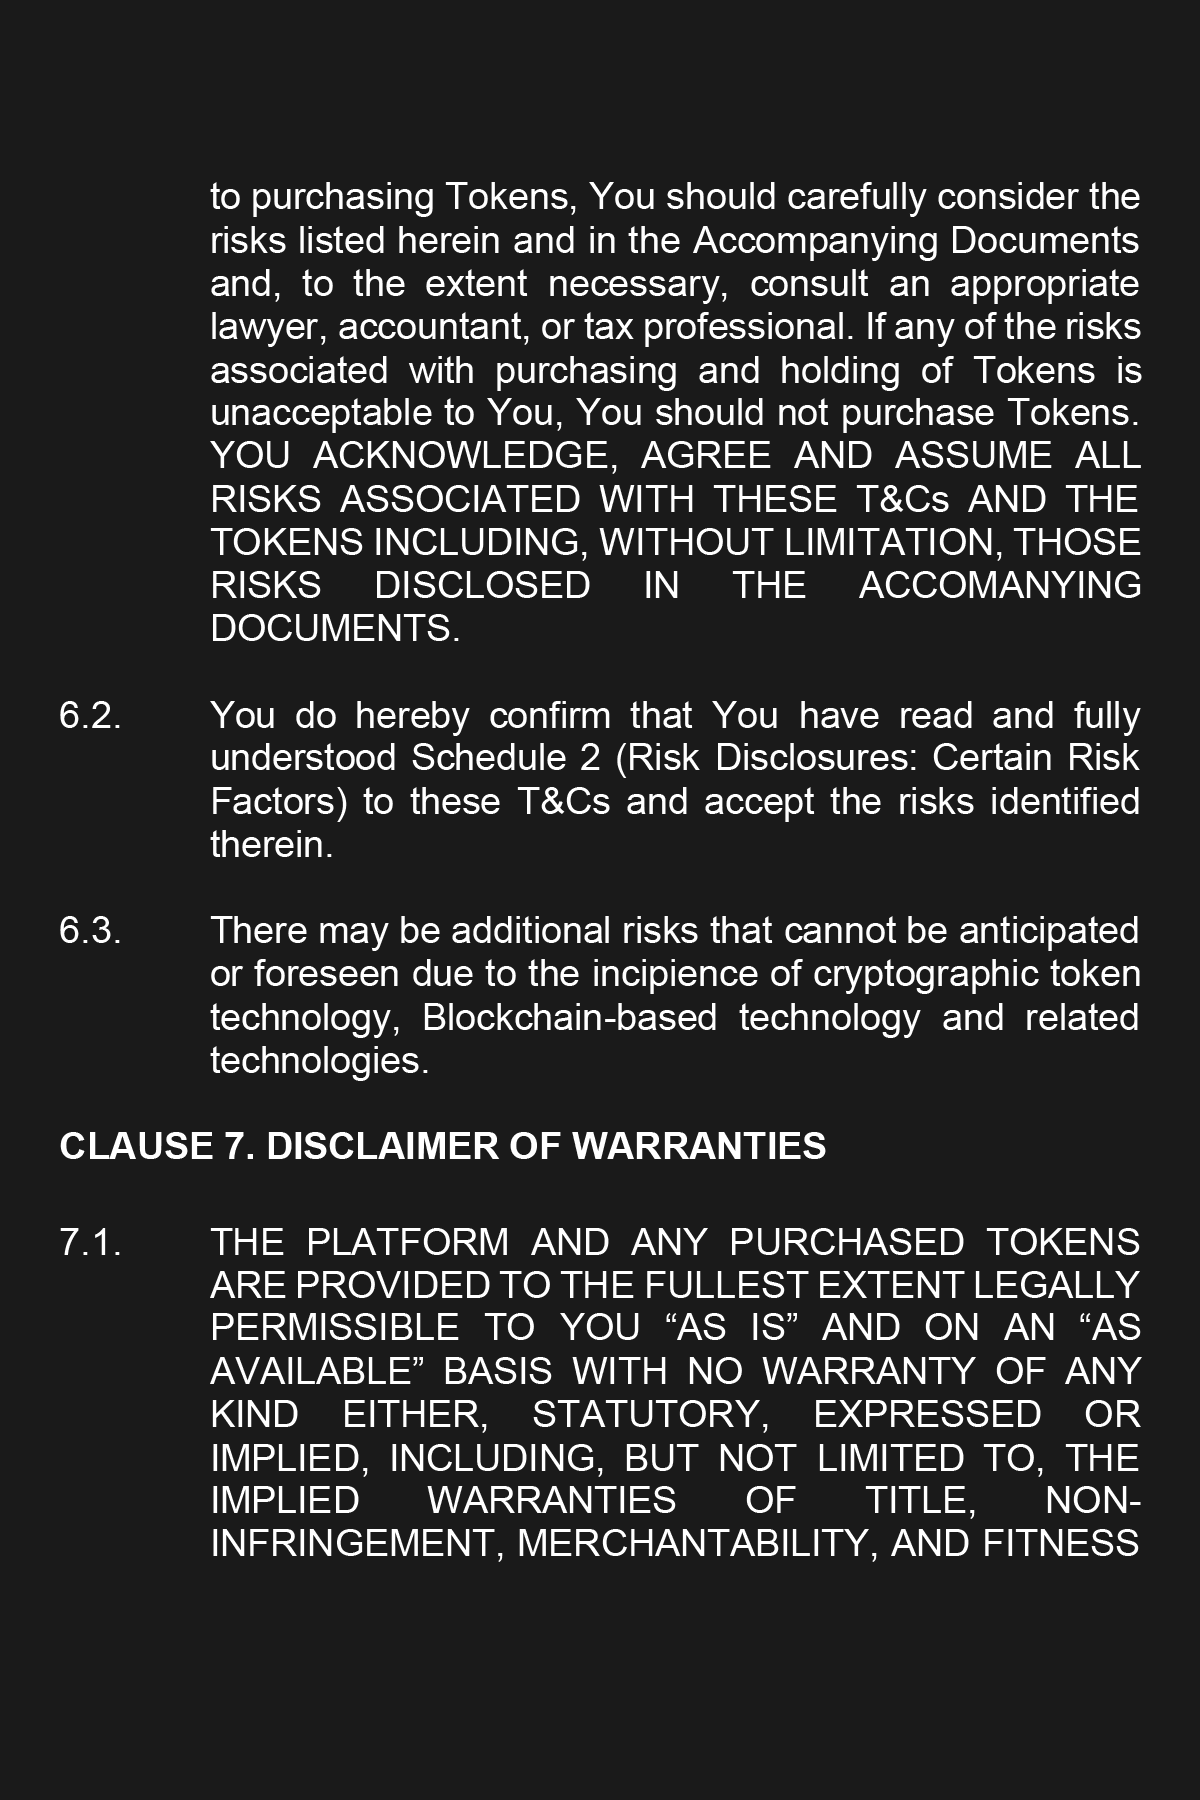 to purchasing Tokens, You should carefully consider the
risks listed herein and in the Accompanying Documents
and, to the extent necessary, consult an appropriate
lawyer, accountant, or tax professional. If any of the risks
associated with purchasing and holding of Tokens is
unacceptable to You, You should not purchase Tokens.
YOU ACKNOWLEDGE, AGREE AND ASSUME ALL
RISKS ASSOCIATED WITH THESE T&Cs AND THE
TOKENS INCLUDING, WITHOUT LIMITATION, THOSE
RISKS DISCLOSED IN THE ACCOMANYING
DOCUMENTS.
6.2. You do hereby confirm that You have read and fully
understood Schedule 2 (Risk Disclosures: Certain Risk
Factors) to these T&Cs and accept the risks identified
therein.
6.3. There may be additional risks that cannot be anticipated
or foreseen due to the incipience of cryptographic token
technology, Blockchain-based technology and related
technologies.
CLAUSE 7. DISCLAIMER OF WARRANTIES
7.1. THE PLATFORM AND ANY PURCHASED TOKENS
ARE PROVIDED TO THE FULLEST EXTENT LEGALLY
PERMISSIBLE TO YOU “AS IS” AND ON AN “AS
AVAILABLE” BASIS WITH NO WARRANTY OF ANY
KIND EITHER, STATUTORY, EXPRESSED OR
IMPLIED, INCLUDING, BUT NOT LIMITED TO, THE
IMPLIED WARRANTIES OF TITLE, NON-
INFRINGEMENT, MERCHANTABILITY, AND FITNESS